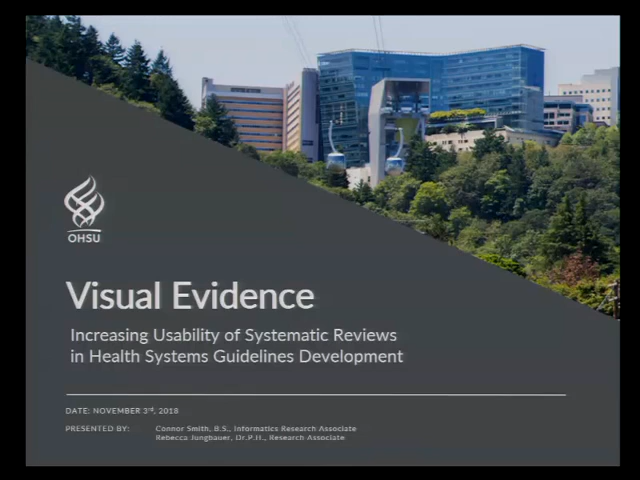 OHSU
Visual Evidence
Increasing Usability of Systematic Reviews
in Health Systems Guidelines Development
DATE: NOVEMBER 3rd, 2018
PRESENTED BY: Connor Smith, B.S., Informatics Research Associate
Rebecca Jungbauer, Dr.P.H., Research Associate